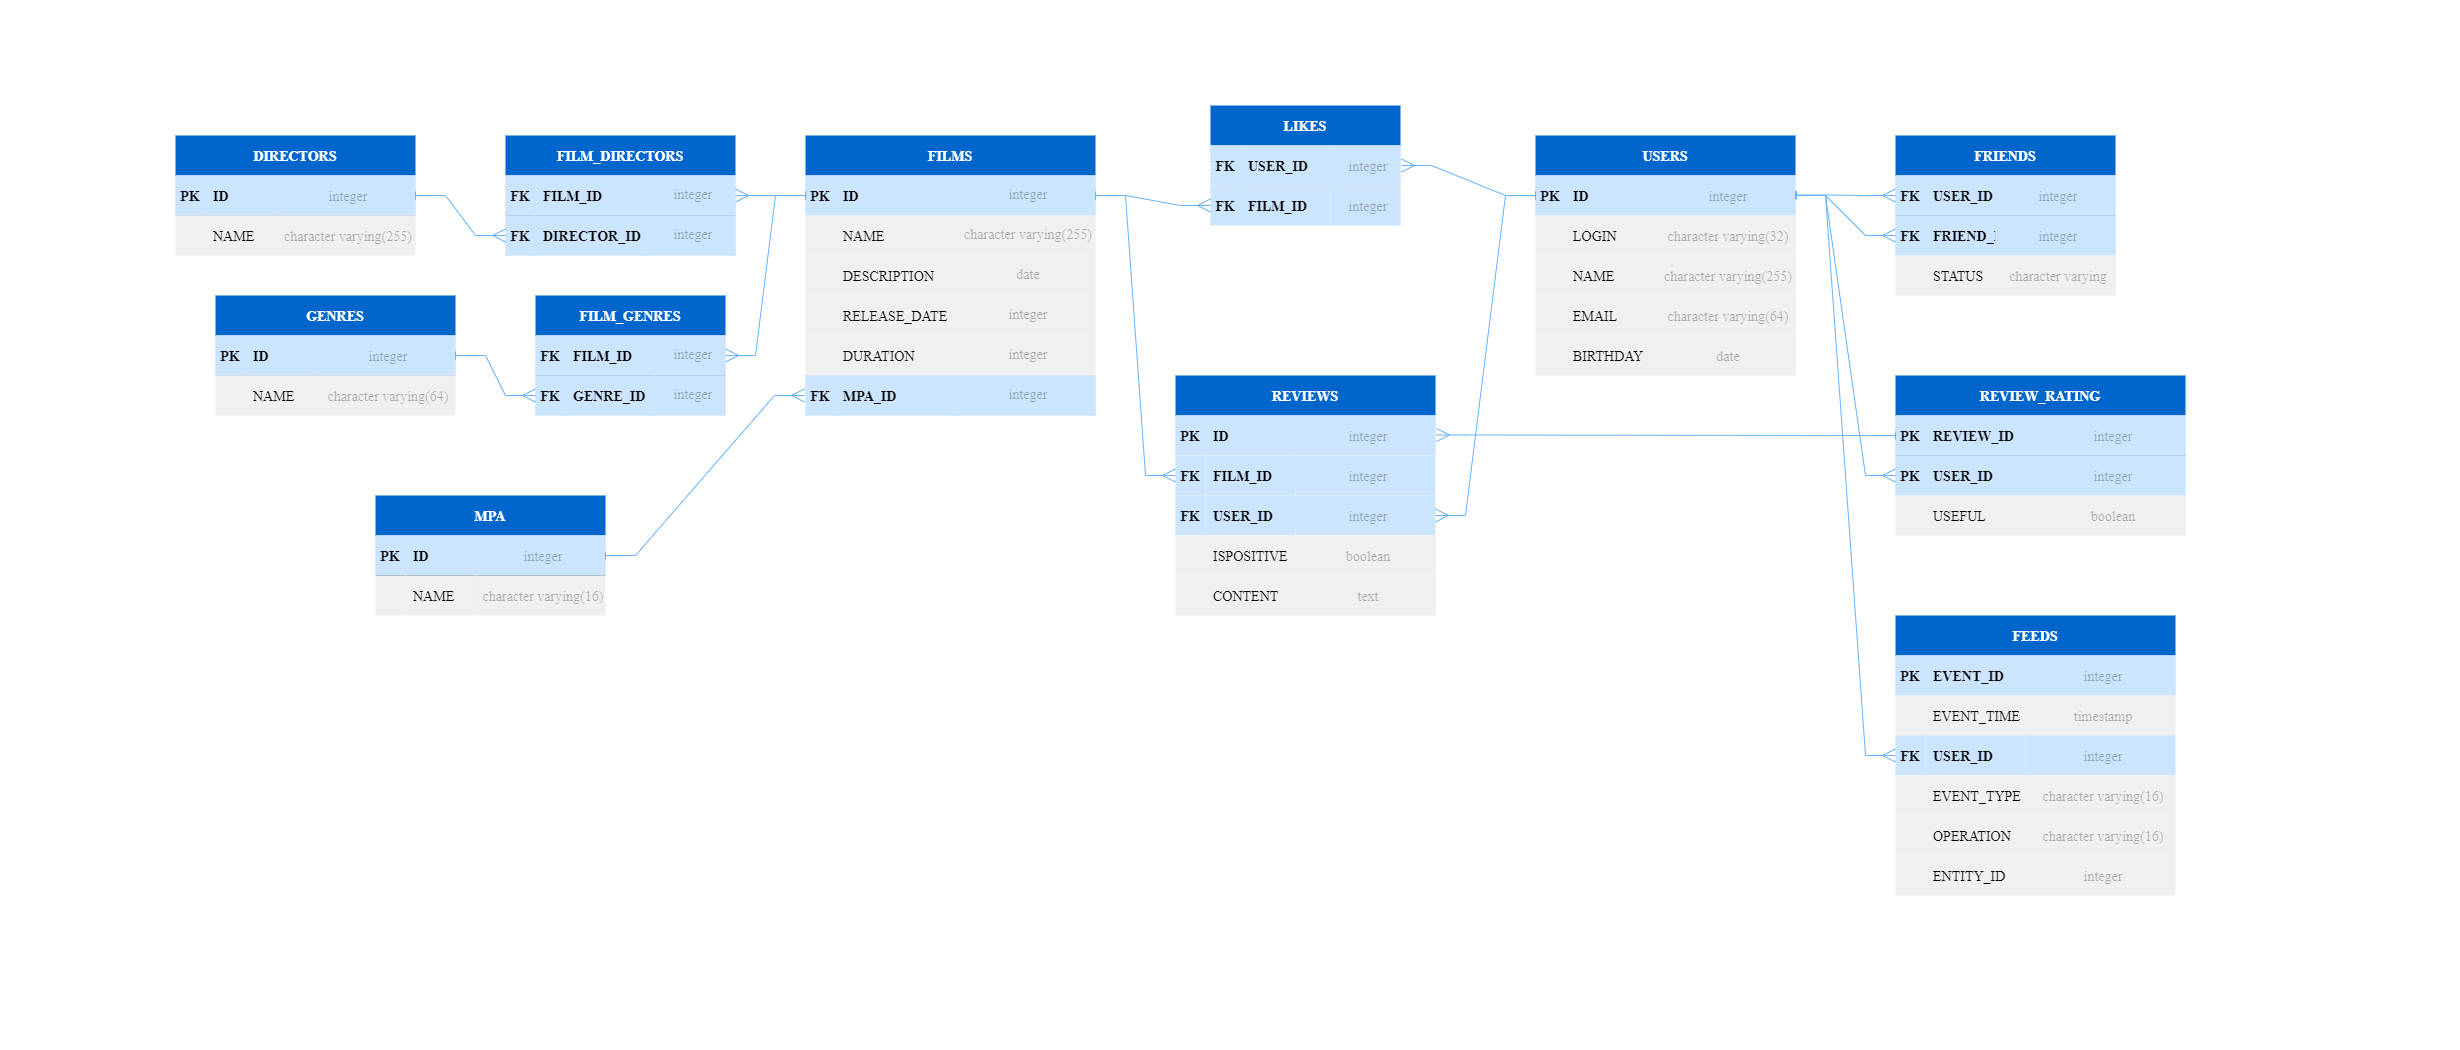 DIRECTORS
PK ID integer
NAME character varying(255)
FILM_DIRECTORS
FK FILM_ID integer
FK DIRECTOR_ID integer
FILMS
PK ID integer
NAME character varying(255)
DESCRIPTION date
RELEASE_DATE integer
DURATION integer
FK MPA_ID integer
LIKES
FK USER_ID integer
FK FILM_ID integer
USERS
PK ID integer
LOGIN character varying(32)
NAME character varying(255)
EMAIL character varying(64)
BIRTHDAY date
FRIENDS
FK USER_ID integer
FK FRIEND_ integer
STATUS character varying
GENRES
PK ID integer
NAME character varying(64)
FILM_GENRES
FK FILM_ID integer
FK GENRE_ID integer
MPA
PK ID integer
NAME character varying(16)
REVIEWS
PK ID integer
FK FILM_ID integer
FK USER_ID integer
ISPOSITIVE boolean
CONTENT text
REVIEW_RATING
PK REVIEW_ID integer
PK USER_ID integer
USEFUL boolean
FEEDS
PK EVENT_ID integer
EVENT_TIME timestamp
FK USER_ID integer
EVENT_TYPE character varying(16)
OPERATION character varying(16)
ENTITY_ID integer